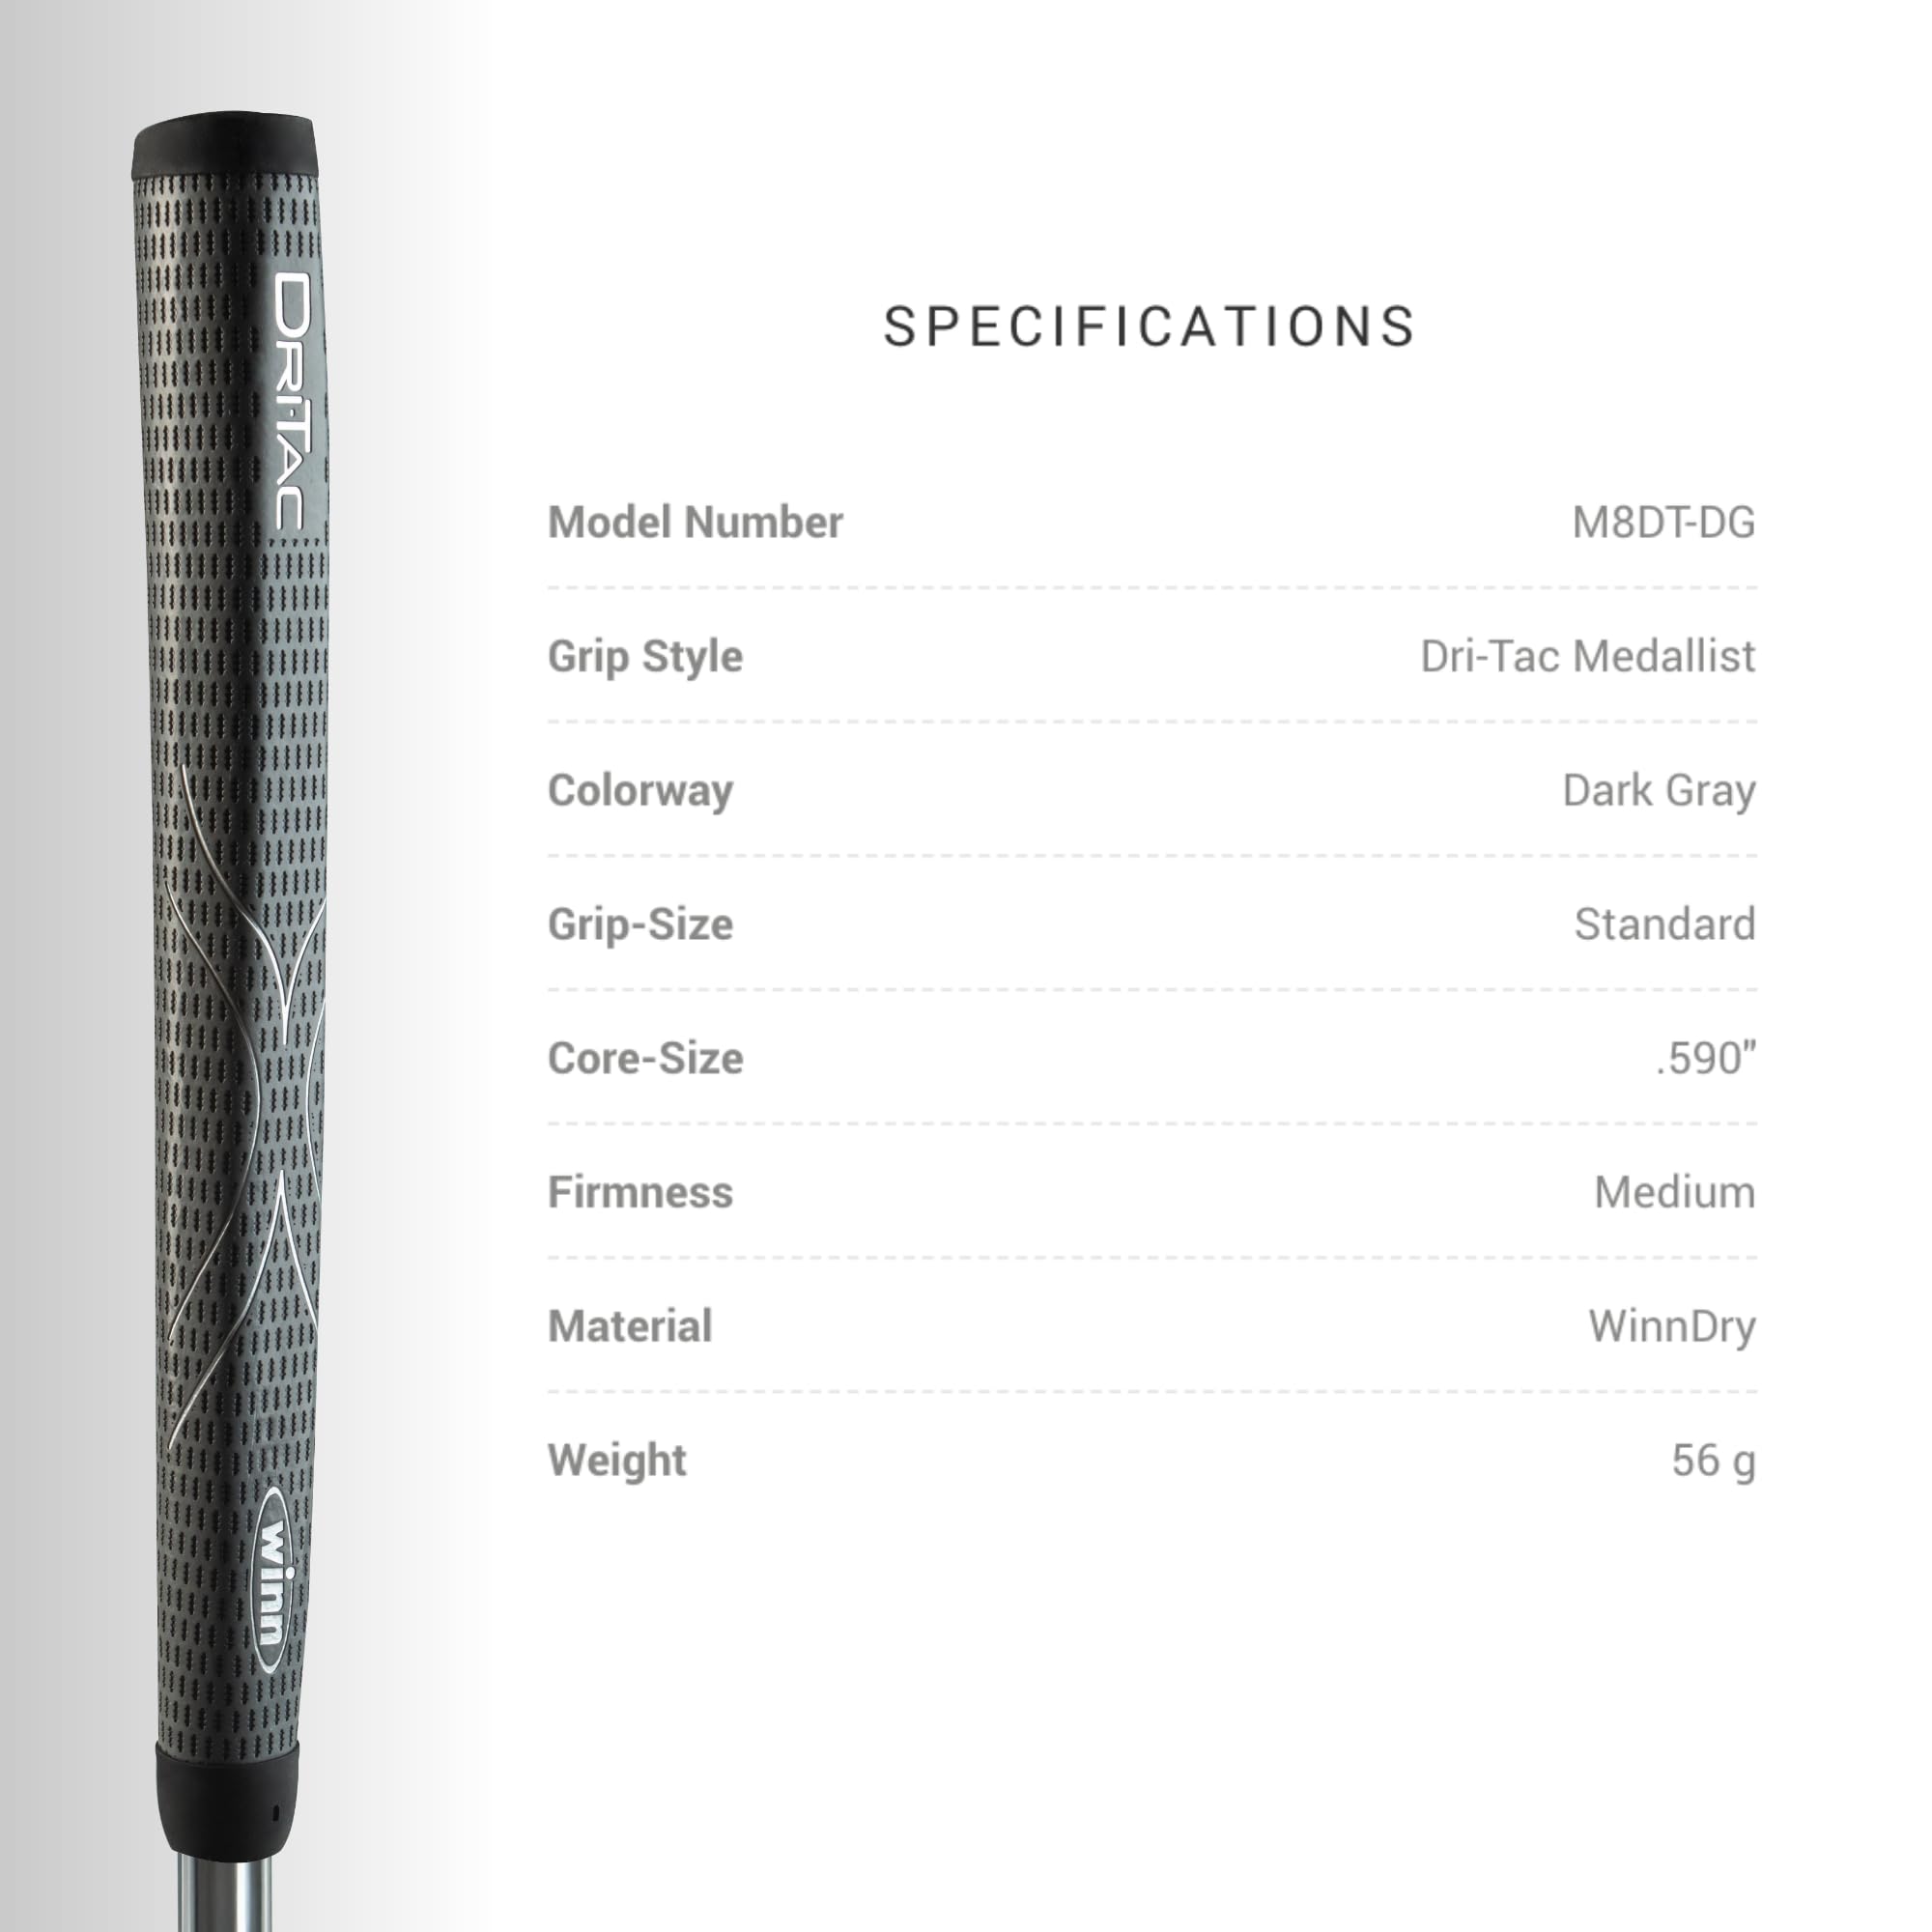 DRI-TAC
winn
SPECIFICATIONS
Model Number M8DT-DG
Grip Style Dri-Tac Medallist
Colorway Dark Gray
Grip-Size Standard
Core-Size .590"
Firmness Medium
Material WinnDry
Weight 56 g